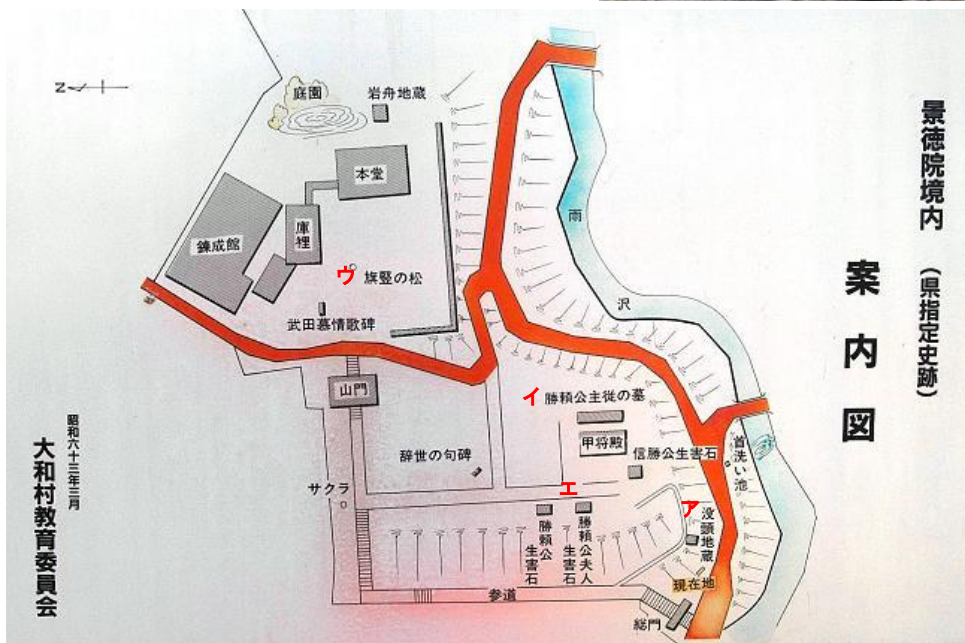 景徳院境内（県指定史跡）
案内図
N
庭園
岩舟地蔵
本堂
庫裡
錬成館
ヴ
旗竪の松
武田慕情歌碑
雨
沢
山門
イ
勝頼公主従の墓
甲将殿
信勝公生害石
首洗い池
辞世の句碑
サクラ
エ
ア
没頭地蔵
勝頼公
生害石
勝頼公夫人
生害石
現在地
参道
総門
昭和六十三年三月
大和村教育委員会